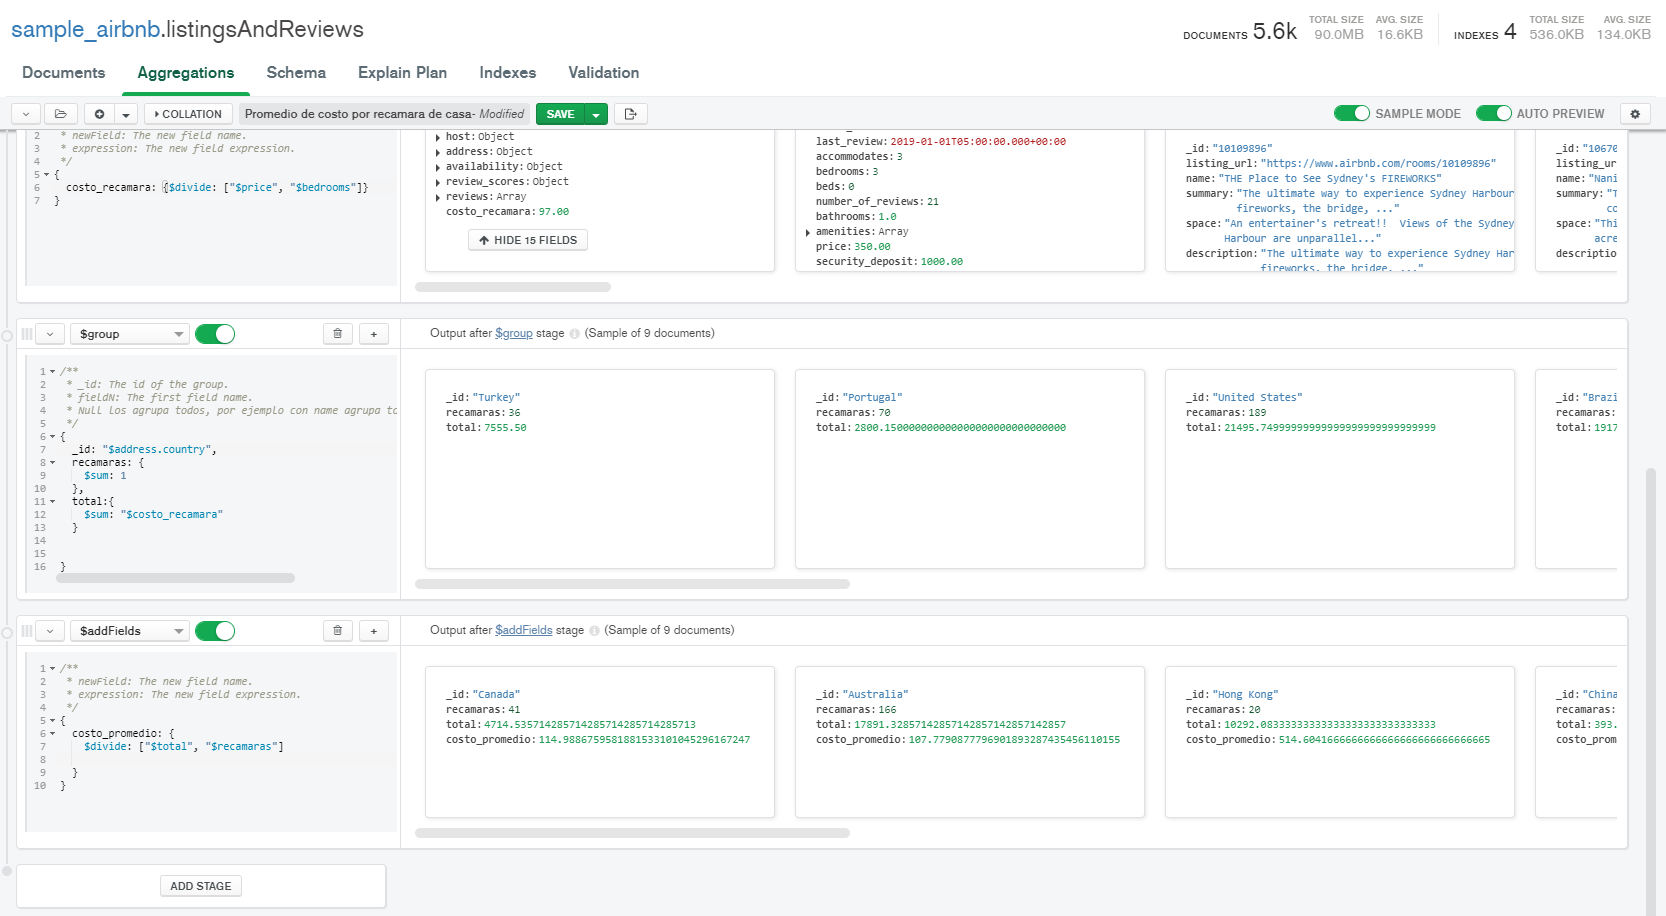 sample_airbnb.listingsAndReviews
DOCUMENTS 5.6k TOTAL SIZE 90.0MB AVG. SIZE 16.6KB INDEXES 4 TOTAL SIZE 536.0KB AVG. SIZE 134.0KB
Documents Aggregations Schema Explain Plan Indexes Validation
COLLATION Promedio de costo por recamara de casa- Modified SAVE SAMPLE MODE AUTO PREVIEW
2 * newField: The new field name.
3 * expression: The new field expression.
4 */
5 {
6 costo_recamara: {$divide: ["$price", "$bedrooms"]}
7 }
host: Object
address: Object
availability: Object
review_scores: Object
reviews: Array
costo_recamara: 97.00
HIDE 15 FIELDS
last_review: 2019-01-01T05:00:00.000+00:00
accommodates: 3
bedrooms: 3
beds: 0
number_of_reviews: 21
bathrooms: 1.0
amenities: Array
price: 350.00
security_deposit: 1000.00
_id: "10109896"
listing_url: "https://www.airbnb.com/rooms/10109896"
name: "THE Place to See Sydney's FIREWORKS"
summary: "The ultimate way to experience Sydney Harbour
fireworks, the bridge, ..."
space: "An entertainer's retreat!! Views of the Sydney
Harbour are unparallel..."
description: "The ultimate way to experience Sydney Har
fireworks, the bridge, ..."
_id: "1067
listing_ur
name: "Nani
summary: "T
co
space: "Thi
acre
descriptio
$group
Output after $group stage (Sample of 9 documents)
1 /**
2 * _id: The id of the group.
3 * fieldN: The first field name.
4 * Null los agrupa todos, por ejemplo con name agrupa to
5 */
6 {
7 _id: "$address.country",
8 recamaras: {
9 $sum: 1
10 },
11 total:{
12 $sum: "$costo_recamara"
13 }
14
15
16 }
_id: "Turkey"
recamaras: 36
total: 7555.50
_id: "Portugal"
recamaras: 70
total: 2800.150000000000000000000000000000
_id: "United States"
recamaras: 189
total: 21495.74999999999999999999999999999
_id: "Brazi
recamaras:
total: 1917
$addFields
Output after $addFields stage (Sample of 9 documents)
1 /**
2 * newField: The new field name.
3 * expression: The new field expression.
4 */
5 {
6 costo_promedio: {
7 $divide: ["$total", "$recamaras"]
8
9 }
10 }
_id: "Canada"
recamaras: 41
total: 4714.535714285714285714285714285713
costo_promedio: 114.9886759581881533101045296167247
_id: "Australia"
recamaras: 166
total: 17891.32857142857142857142857142857
costo_promedio: 107.7790877796901893287435456110155
_id: "Hong Kong"
recamaras: 20
total: 10292.08333333333333333333333333333
costo_promedio: 514.6041666666666666666666666666665
_id: "China
recamaras:
total: 393.
costo_prom
ADD STAGE